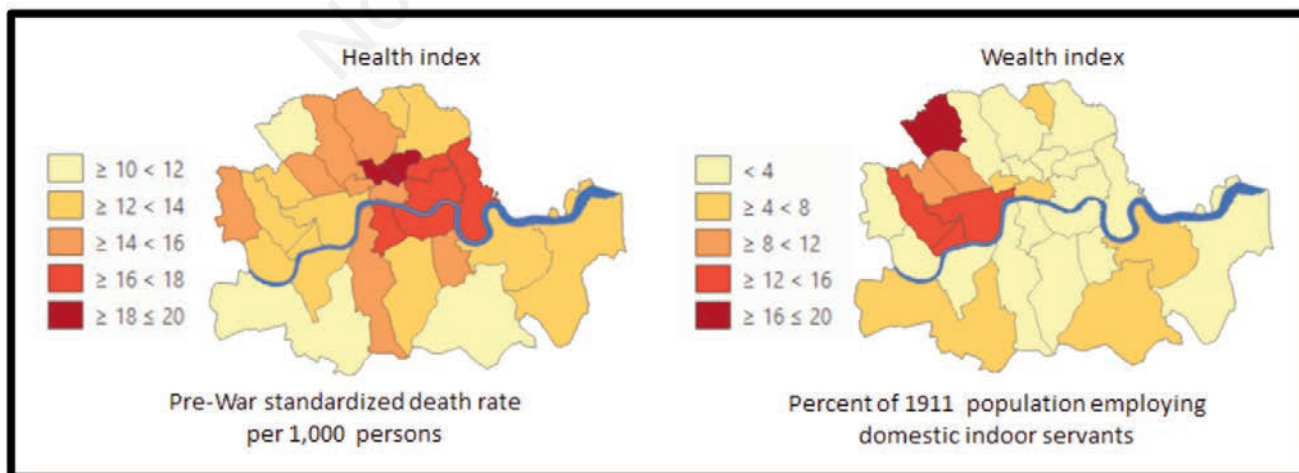 No
Health index
≥ 10 < 12
≥ 12 < 14
≥ 14 < 16
≥ 16 < 18
≥ 18 ≤ 20
Pre-War standardized death rate
per 1,000 persons
Wealth index
< 4
≥ 4 < 8
≥ 8 < 12
≥ 12 < 16
≥ 16 ≤ 20
Percent of 1911 population employing
domestic indoor servants